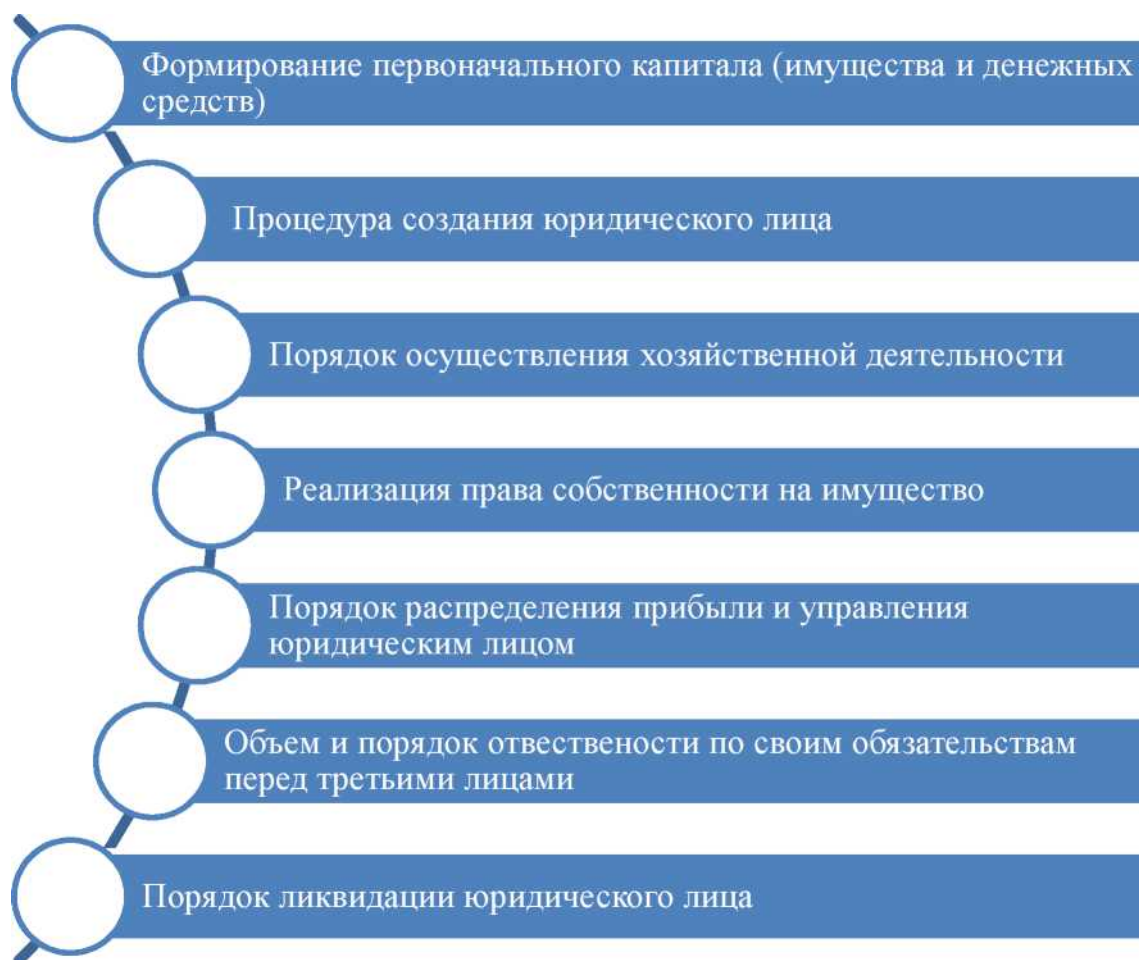 Формирование первоначального капитала (имущества и денежных
средств)
Процедура создания юридического лица
Порядок осуществления хозяйственной деятельности
Реализация права собственности на имущество
Порядок распределения прибыли и управления
юридическим лицом
Объем и порядок отвествености по своим обязательствам
перед третьими лицами
Порядок ликвидации юридического лица